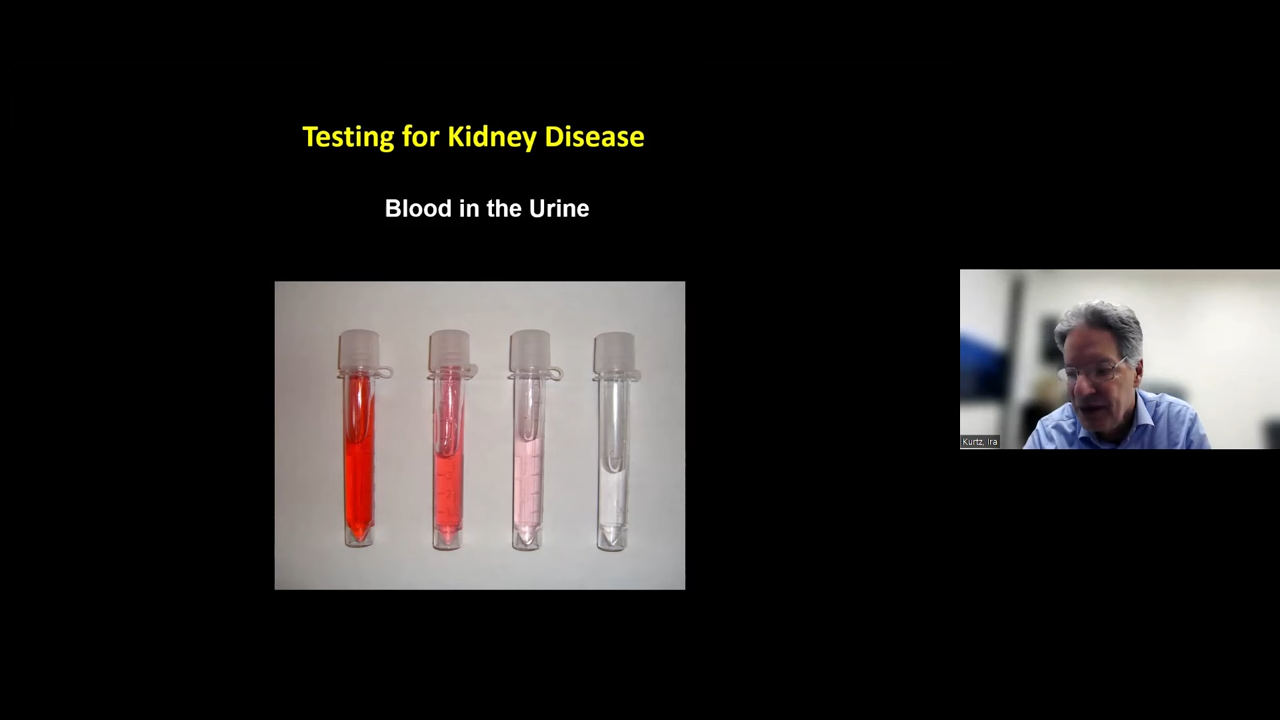 Testing for Kidney Disease
Blood in the Urine
Kurtz, Ira